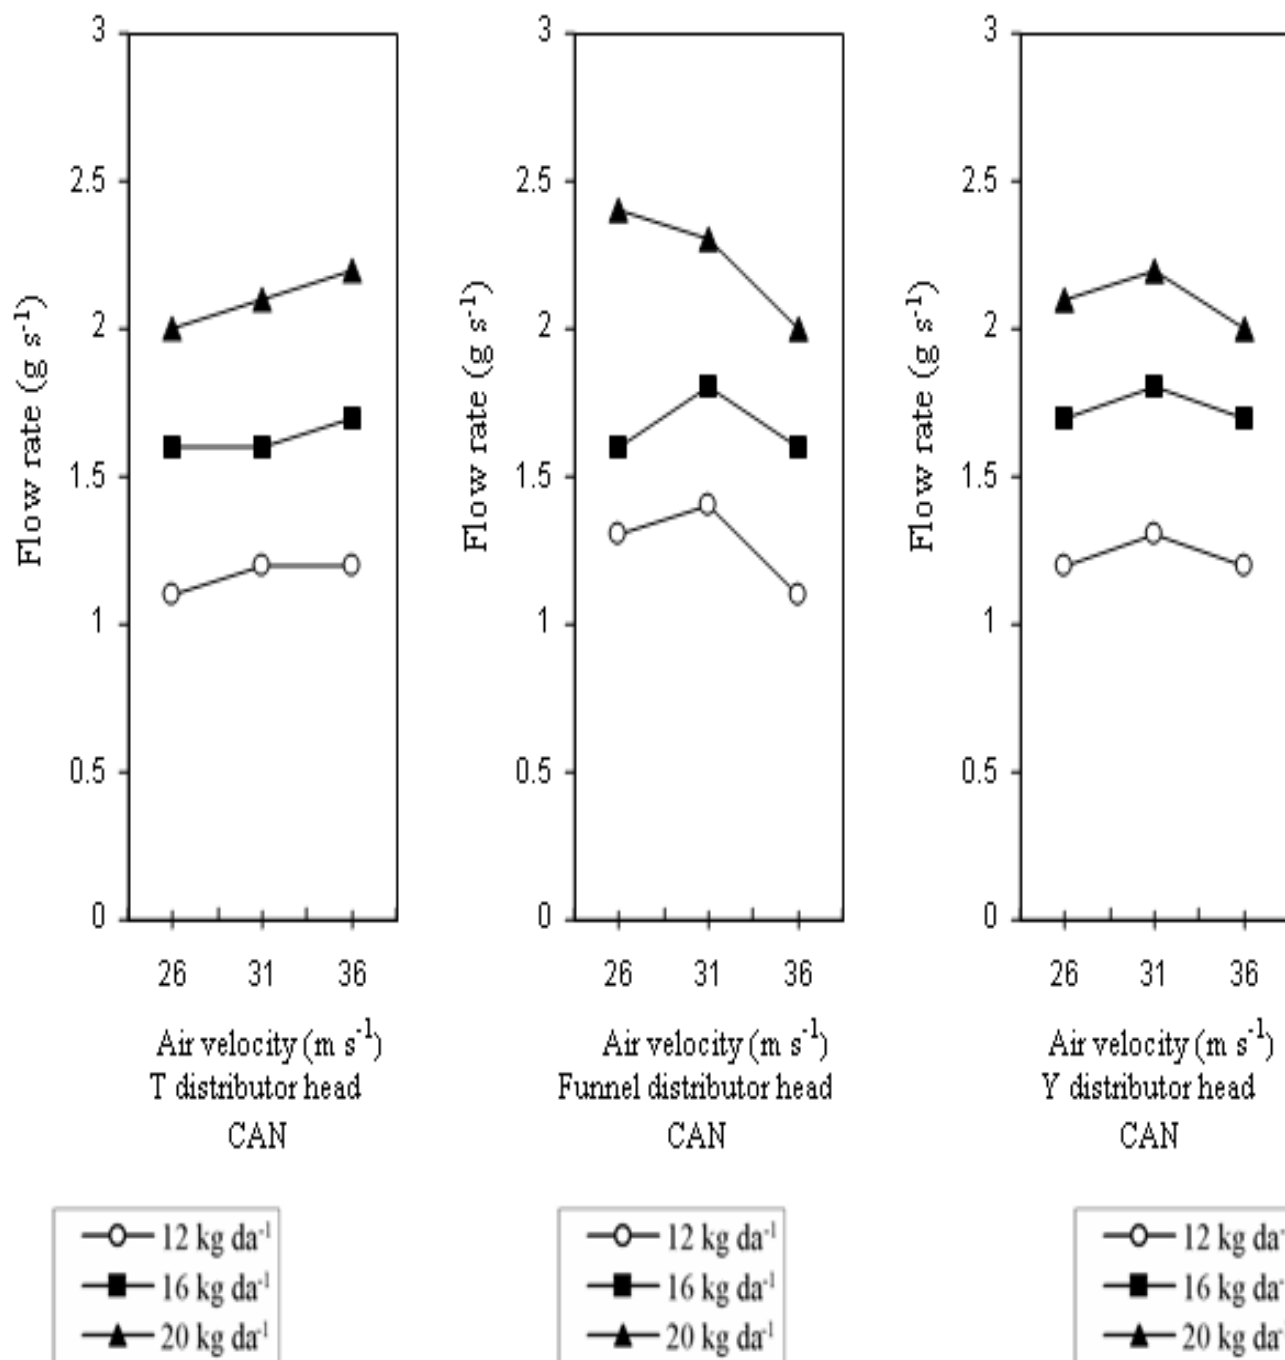 3
2.5
2
1.5
1
0.5
0
Flow rate (g s⁻¹)
26 31 36
Air velocity (m s⁻¹)
T distributor head
CAN
12 kg da⁻¹
16 kg da⁻¹
20 kg da⁻¹
3
2.5
2
1.5
1
0.5
0
Flow rate (g s⁻¹)
26 31 36
Air velocity (m s⁻¹)
Funnel distributor head
CAN
12 kg da⁻¹
16 kg da⁻¹
20 kg da⁻¹
3
2.5
2
1.5
1
0.5
0
Flow rate (g s⁻¹)
26 31 36
Air velocity (m s⁻¹)
Y distributor head
CAN
12 kg da⁻
16 kg da⁻
20 kg da⁻